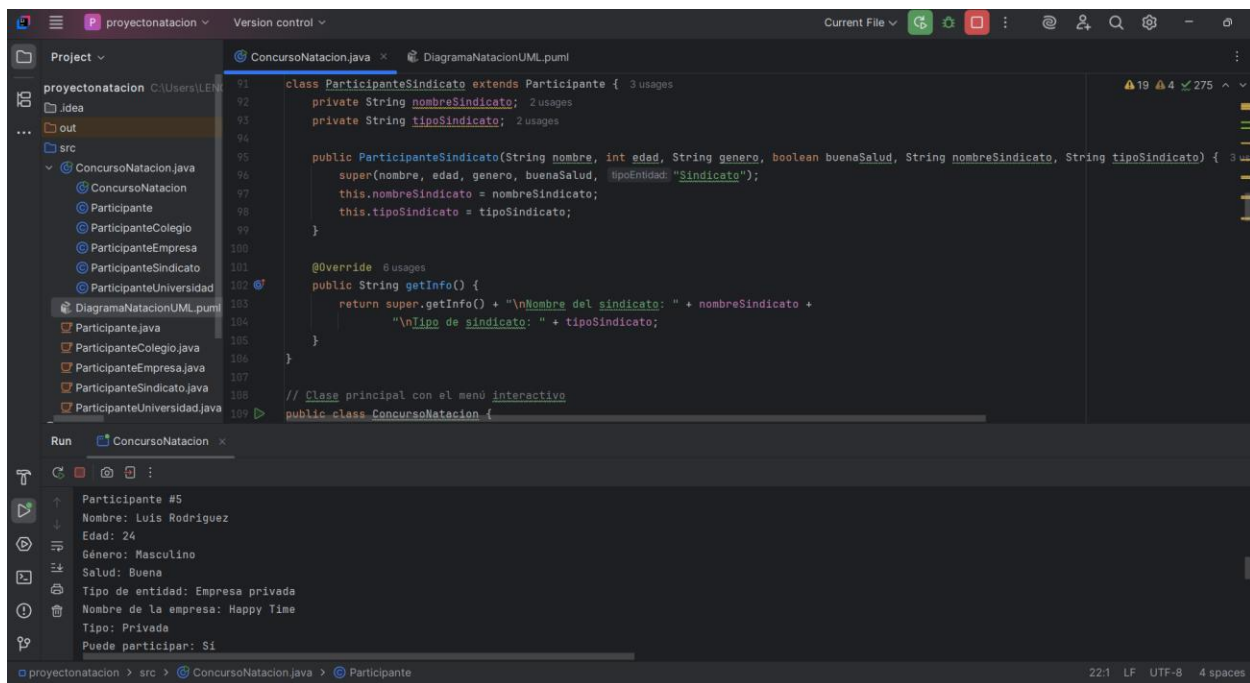 P proyectonatacion Version control Current File
Project
ConcursoNatacion.java DiagramaNatacionUML.puml
proyectonatacion C:\Users\LEN
.idea
out
src
ConcursoNatacion.java
ConcursoNatacion
Participante
ParticipanteColegio
ParticipanteEmpresa
ParticipanteSindicato
ParticipanteUniversidad
DiagramaNatacionUML.puml
Participante.java
ParticipanteColegio.java
ParticipanteEmpresa.java
ParticipanteSindicato.java
ParticipanteUniversidad.java
19 4 275
91 class ParticipanteSindicato extends Participante { 3 usages
92 private String nombreSindicato; 2 usages
93 private String tipoSindicato; 2 usages
94
95 public ParticipanteSindicato(String nombre, int edad, String genero, boolean buenaSalud, String nombreSindicato, String tipoSindicato) { 3 us
96 super(nombre, edad, genero, buenaSalud, tipoEntidad: "Sindicato");
97 this.nombreSindicato = nombreSindicato;
98 this.tipoSindicato = tipoSindicato;
99 }
100
101 @Override 6 usages
102 public String getInfo() {
103 return super.getInfo() + "\nNombre del sindicato: " + nombreSindicato +
104 "\nTipo de sindicato: " + tipoSindicato;
105 }
106 }
107
108 // Clase principal con el menú interactivo
109 public class ConcursoNatacion {
Run ConcursoNatacion
Participante #5
Nombre: Luis Rodriguez
Edad: 24
Género: Masculino
Salud: Buena
Tipo de entidad: Empresa privada
Nombre de la empresa: Happy Time
Tipo: Privada
Puede participar: Sí
proyectonatacion > src > ConcursoNatacion.java > Participante 22:1 LF UTF-8 4 spaces